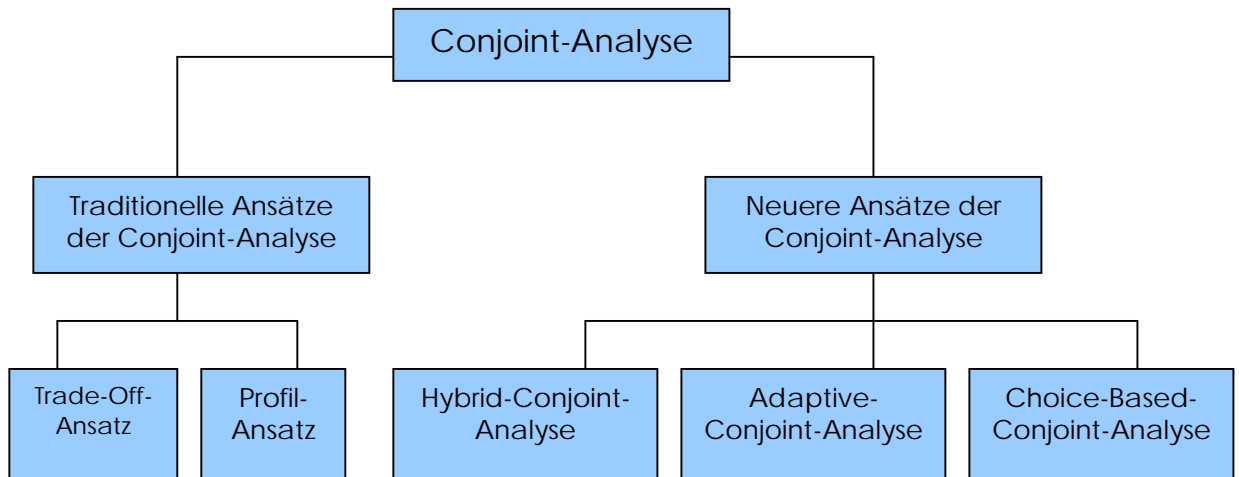 Conjoint-Analyse
Traditionelle Ansätze
der Conjoint-Analyse
Neuere Ansätze der
Conjoint-Analyse
Trade-Off-
Ansatz
Profil-
Ansatz
Hybrid-Conjoint-
Analyse
Adaptive-
Conjoint-Analyse
Choice-Based-
Conjoint-Analyse